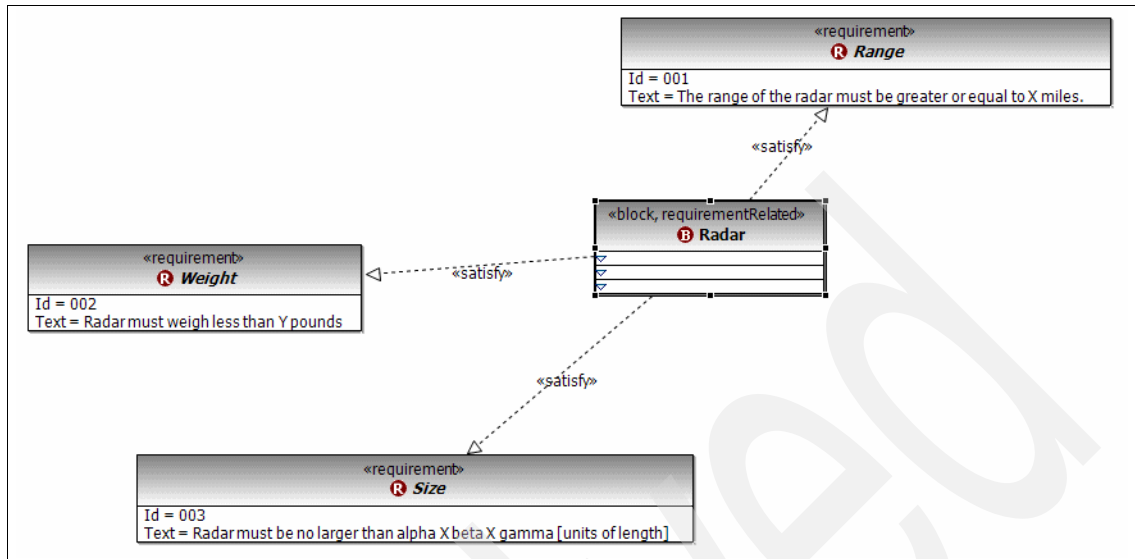 «requirement»
R Range
Id = 001
Text = The range of the radar must be greater or equal to X miles.
«satisfy»
«block, requirementRelated»
B Radar
«requirement»
R Weight
Id = 002
Text = Radar must weigh less than Y pounds
«satisfy»
«satisfy»
«requirement»
R Size
Id = 003
Text = Radar must be no larger than alpha X beta X gamma [units of length]